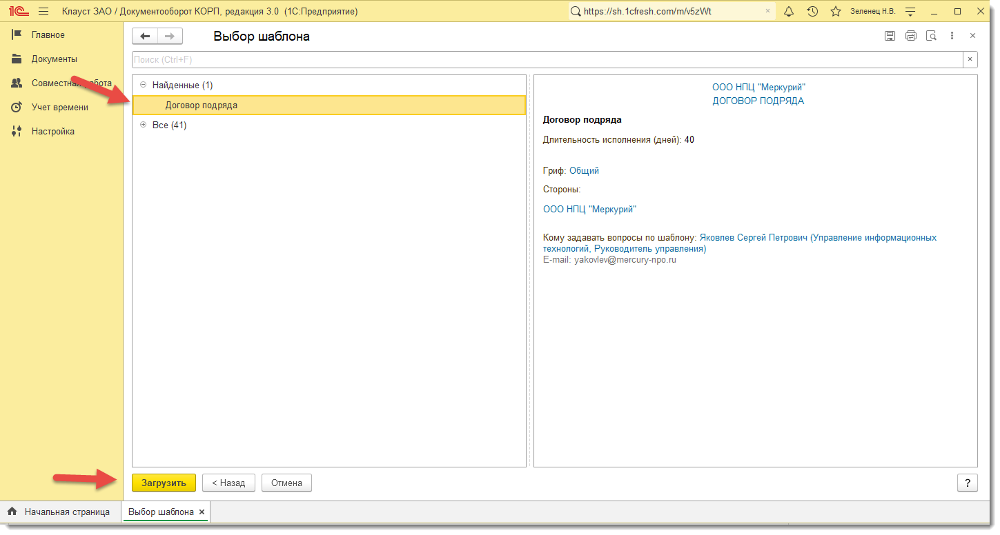 1С Клауст ЗАО / Документооборот КОРП, редакция 3.0 (1С:Предприятие) https://sh.1cfresh.com/m/v5zWt × Зеленец Н.В.
Главное
Документы
Совместная работа
Учет времени
Настройка
Выбор шаблона
Поиск (Ctrl+F)
Найденные (1)
Договор подряда
Все (41)
ООО НПЦ "Меркурий"
ДОГОВОР ПОДРЯДА
Договор подряда
Длительность исполнения (дней): 40
Гриф: Общий
Стороны:
ООО НПЦ "Меркурий"
Кому задавать вопросы по шаблону: Яковлев Сергей Петрович (Управление информационных
технологий, Руководитель управления)
E-mail: yakovlev@mercury-npo.ru
Загрузить < Назад Отмена ?
Начальная страница Выбор шаблона ×